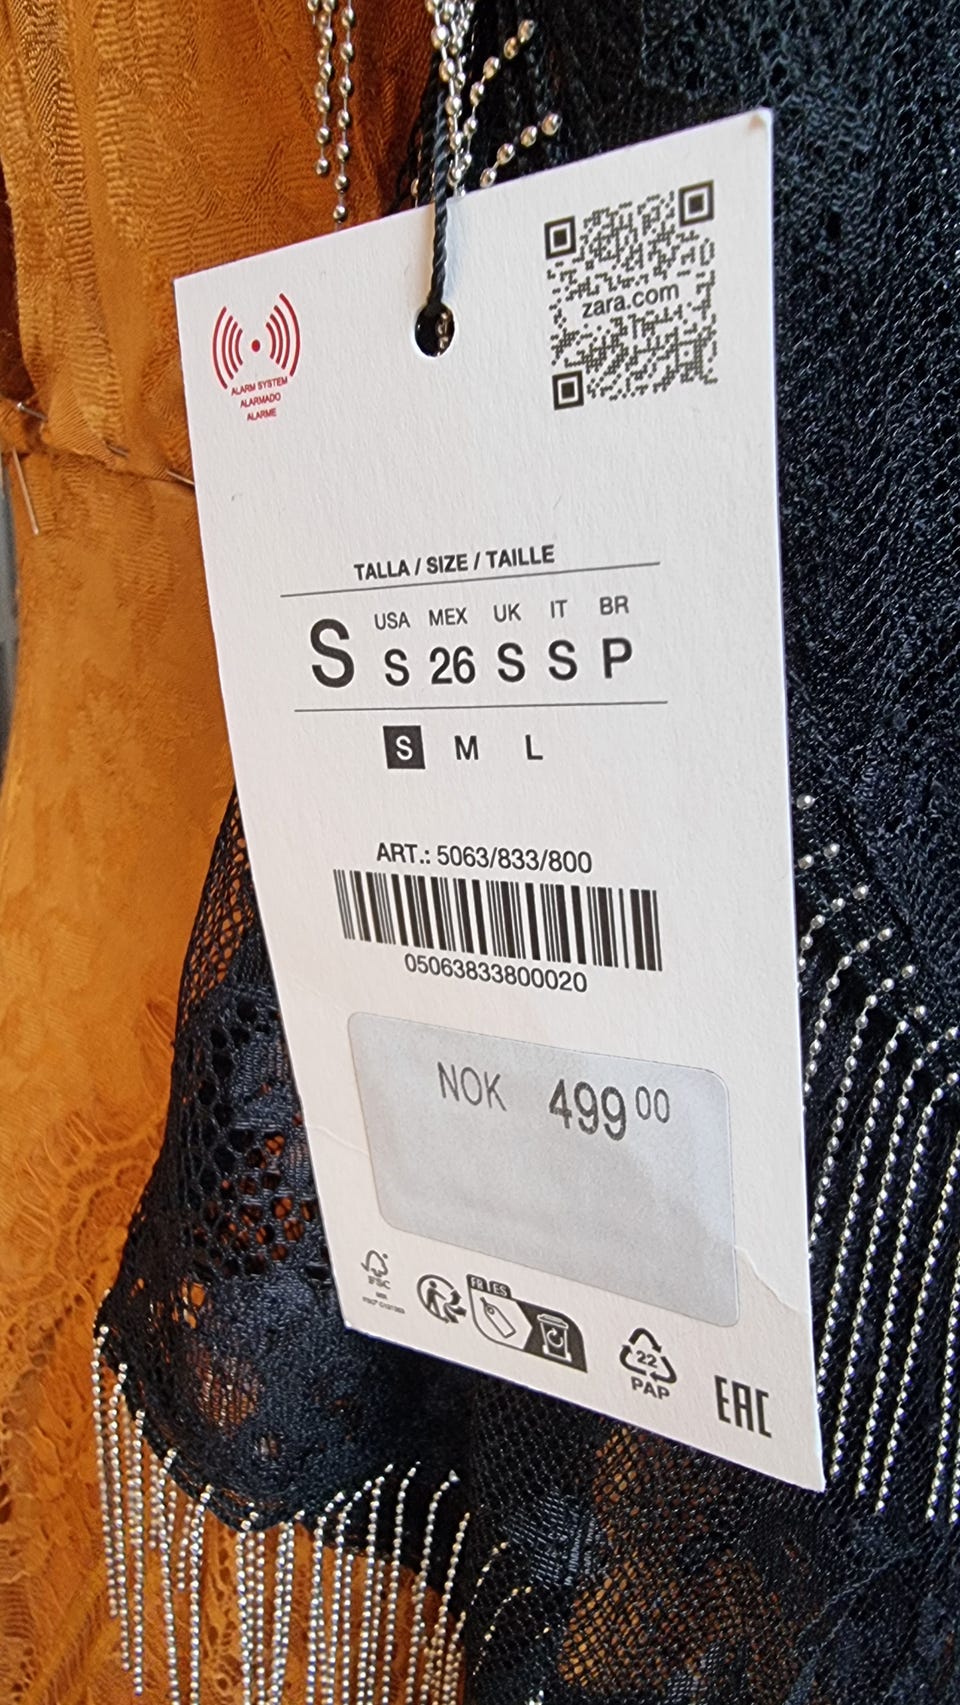 zara.com
ALARM SYSTEM
ALARMADO
ALARME
TALLA / SIZE / TAILLE
S
USA MEX UK IT BR
S 26 S S P
S M L
ART.: 5063/833/800
05063833800020
NOK 499 00
FSC
FR ES
22
PAP
EAC